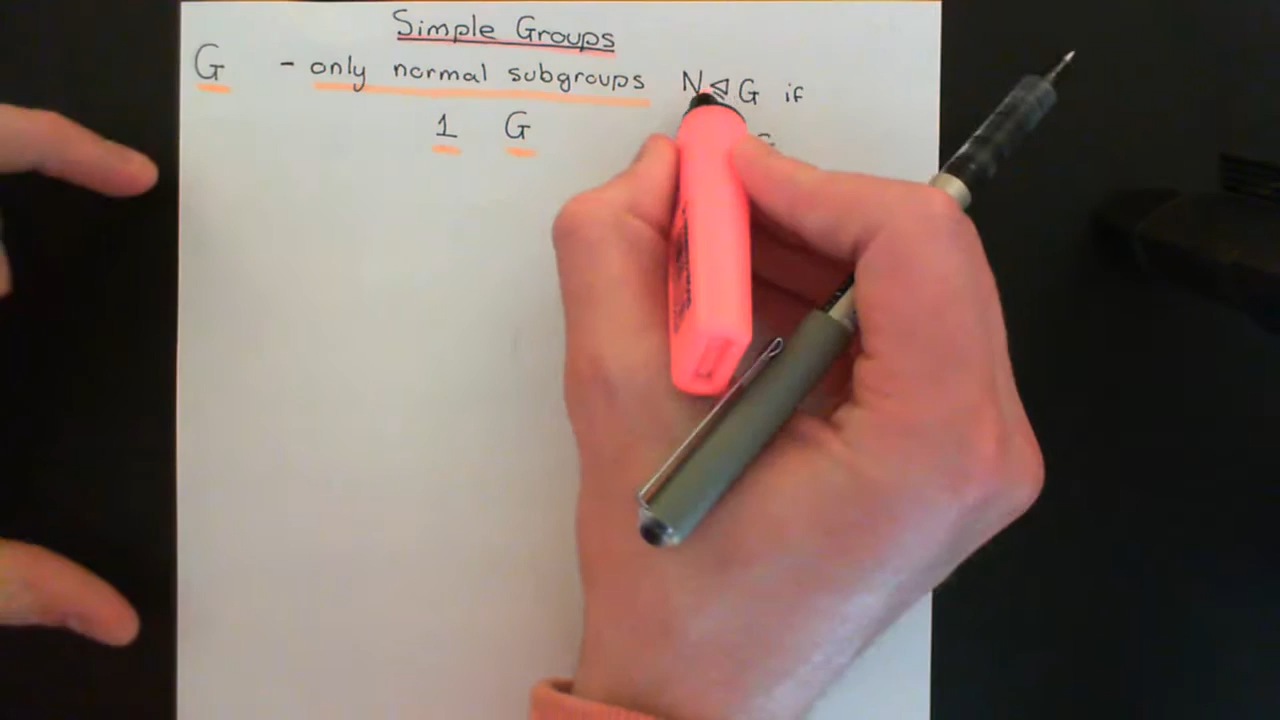 Simple Groups
G - only normal subgroups N ⊲ G if
1 G